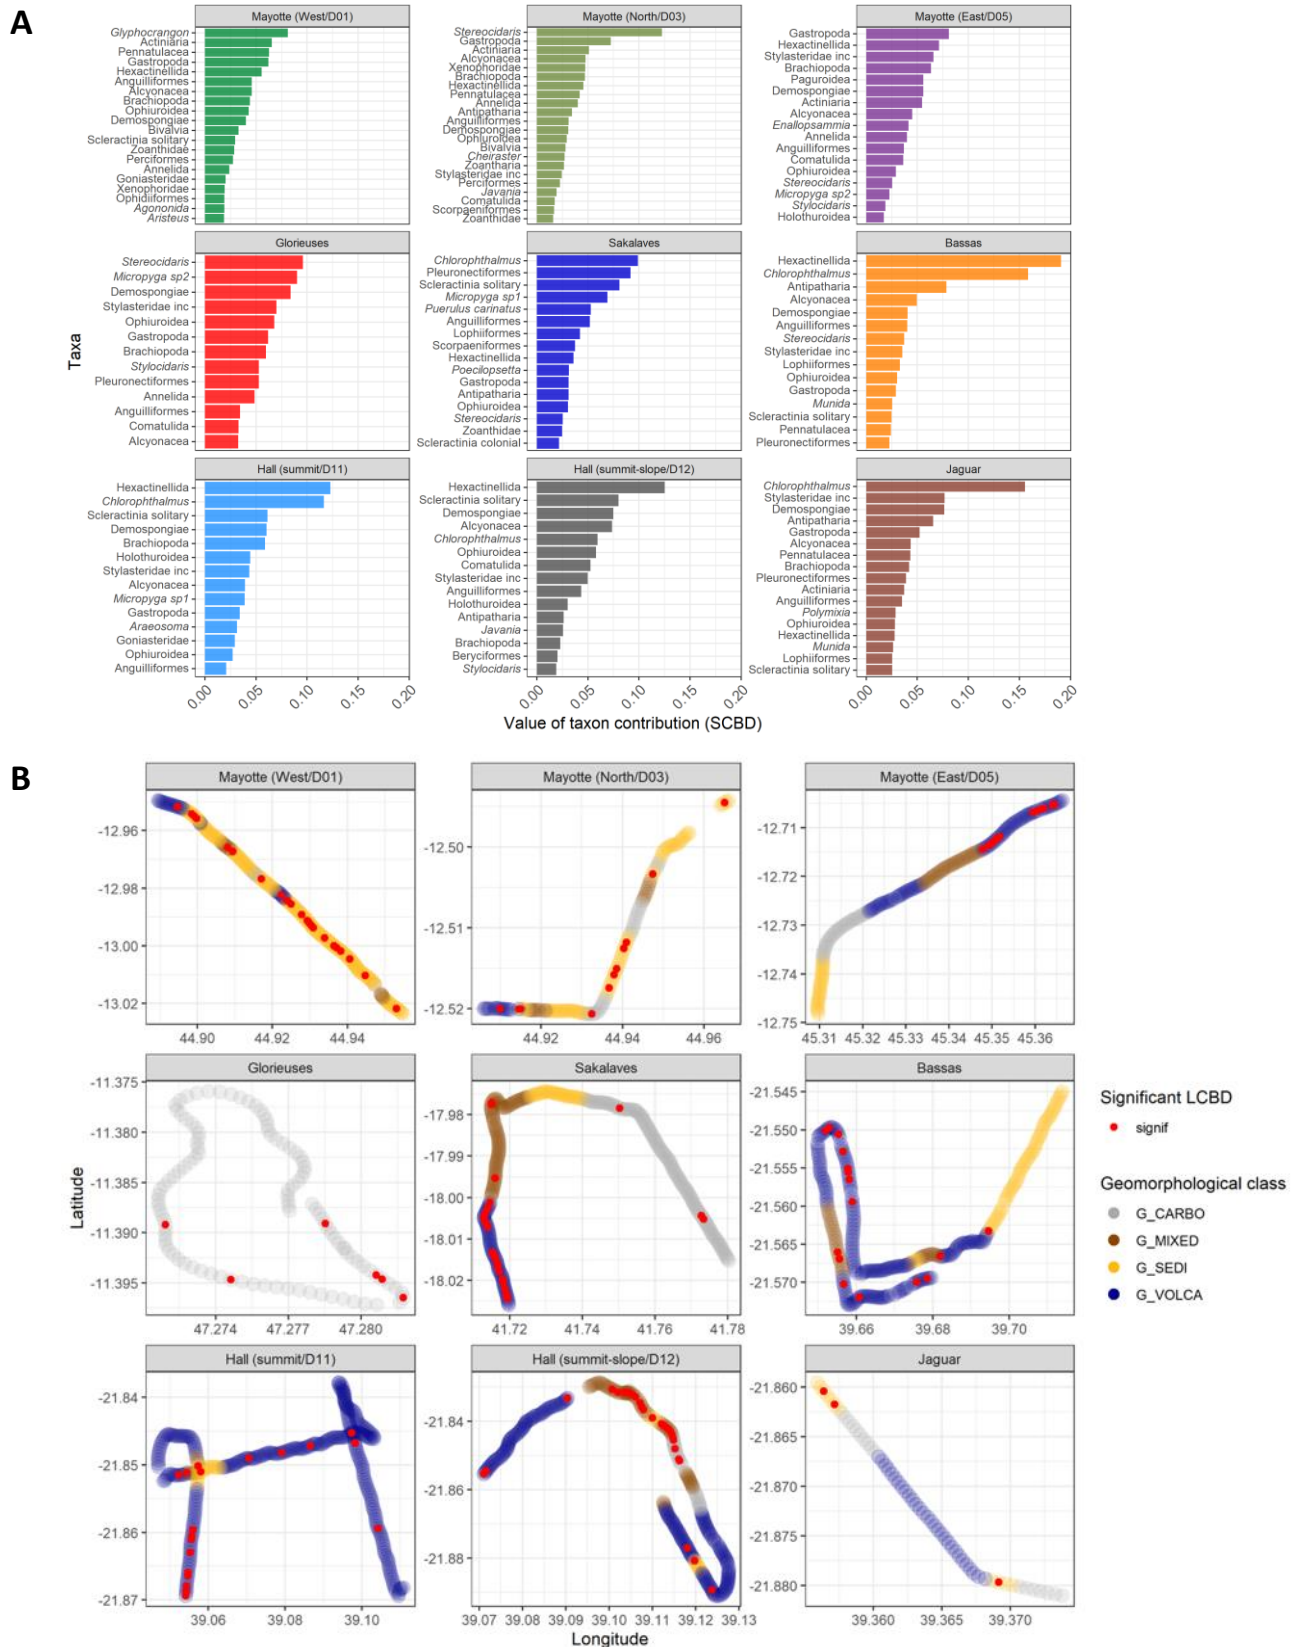 A
Mayotte (West/D01)
Glyphocrangon
Actiniaria
Pennatulacea
Gastropoda
Hexactinellida
Anguilliformes
Alcyonacea
Brachiopoda
Ophiuroidea
Demospongiae
Bivalvia
Scleractinia solitary
Zoanthidae
Perciformes
Annelida
Goniasteridae
Xenophoridae
Ophidiiformes
Agononida
Aristeus
Mayotte (North/D03)
Stereocidaris
Gastropoda
Actiniaria
Alcyonacea
Xenophoridae
Brachiopoda
Hexactinellida
Pennatulacea
Annelida
Antipatharia
Anguilliformes
Demospongiae
Ophiuroidea
Bivalvia
Cheiraster
Zoantharia
Stylasteridae inc
Perciformes
Javania
Comatulida
Scorpaeniformes
Zoanthidae
Mayotte (East/D05)
Gastropoda
Hexactinellida
Stylasteridae inc
Brachiopoda
Paguroidea
Demospongiae
Actiniaria
Alcyonacea
Enallopsammia
Annelida
Anguilliformes
Comatulida
Ophiuroidea
Stereocidaris
Micropyga sp2
Stylocidaris
Holothuroidea
Taxa
Glorieuses
Stereocidaris
Micropyga sp2
Demospongiae
Stylasteridae inc
Ophiuroidea
Gastropoda
Brachiopoda
Stylocidaris
Pleuronectiformes
Annelida
Anguilliformes
Comatulida
Alcyonacea
Sakalaves
Chlorophthalmus
Pleuronectiformes
Scleractinia solitary
Micropyga sp1
Puerulus carinatus
Anguilliformes
Lophiiformes
Scorpaeniformes
Hexactinellida
Poecilopsetta
Gastropoda
Antipatharia
Ophiuroidea
Stereocidaris
Zoanthidae
Scleractinia colonial
Bassas
Hexactinellida
Chlorophthalmus
Antipatharia
Alcyonacea
Demospongiae
Anguilliformes
Stereocidaris
Stylasteridae inc
Lophiiformes
Ophiuroidea
Gastropoda
Munida
Scleractinia solitary
Pennatulacea
Pleuronectiformes
Hall (summit/D11)
Hexactinellida
Chlorophthalmus
Scleractinia solitary
Demospongiae
Brachiopoda
Holothuroidea
Stylasteridae inc
Alcyonacea
Micropyga sp1
Gastropoda
Araeosoma
Goniasteridae
Ophiuroidea
Anguilliformes
0.00 0.05 0.10 0.15 0.20
Hall (summit-slope/D12)
Hexactinellida
Scleractinia solitary
Demospongiae
Alcyonacea
Chlorophthalmus
Ophiuroidea
Comatulida
Stylasteridae inc
Anguilliformes
Holothuroidea
Antipatharia
Javania
Brachiopoda
Beryciformes
Stylocidaris
0.00 0.05 0.10 0.15 0.20
Jaguar
Chlorophthalmus
Stylasteridae inc
Demospongiae
Antipatharia
Gastropoda
Alcyonacea
Pennatulacea
Brachiopoda
Pleuronectiformes
Actiniaria
Anguilliformes
Polymixia
Ophiuroidea
Hexactinellida
Munida
Lophiiformes
Scleractinia solitary
0.00 0.05 0.10 0.15 0.20
Value of taxon contribution (SCBD)
B
Mayotte (West/D01)
-12.96
-12.98
-13.00
-13.02
44.90 44.92 44.94
Mayotte (North/D03)
-12.50
-12.51
-12.52
44.92 44.94 44.96
Mayotte (East/D05)
-12.71
-12.72
-12.73
-12.74
-12.75
45.31 45.32 45.33 45.34 45.35 45.36
Latitude
Glorieuses
-11.375
-11.380
-11.385
-11.390
-11.395
47.274 47.277 47.280
Sakalaves
-17.98
-17.99
-18.00
-18.01
-18.02
41.72 41.74 41.76 41.78
Bassas
-21.545
-21.550
-21.555
-21.560
-21.565
-21.570
39.66 39.68 39.70
Significant LCBD
signif
Geomorphological class
G_CARBO
G_MIXED
G_SEDI
G_VOLCA
Hall (summit/D11)
-21.84
-21.85
-21.86
-21.87
39.06 39.08 39.10
Hall (summit-slope/D12)
-21.84
-21.86
-21.88
39.07 39.08 39.09 39.10 39.11 39.12 39.13
Jaguar
-21.860
-21.865
-21.870
-21.875
-21.880
39.360 39.365 39.370
Longitude